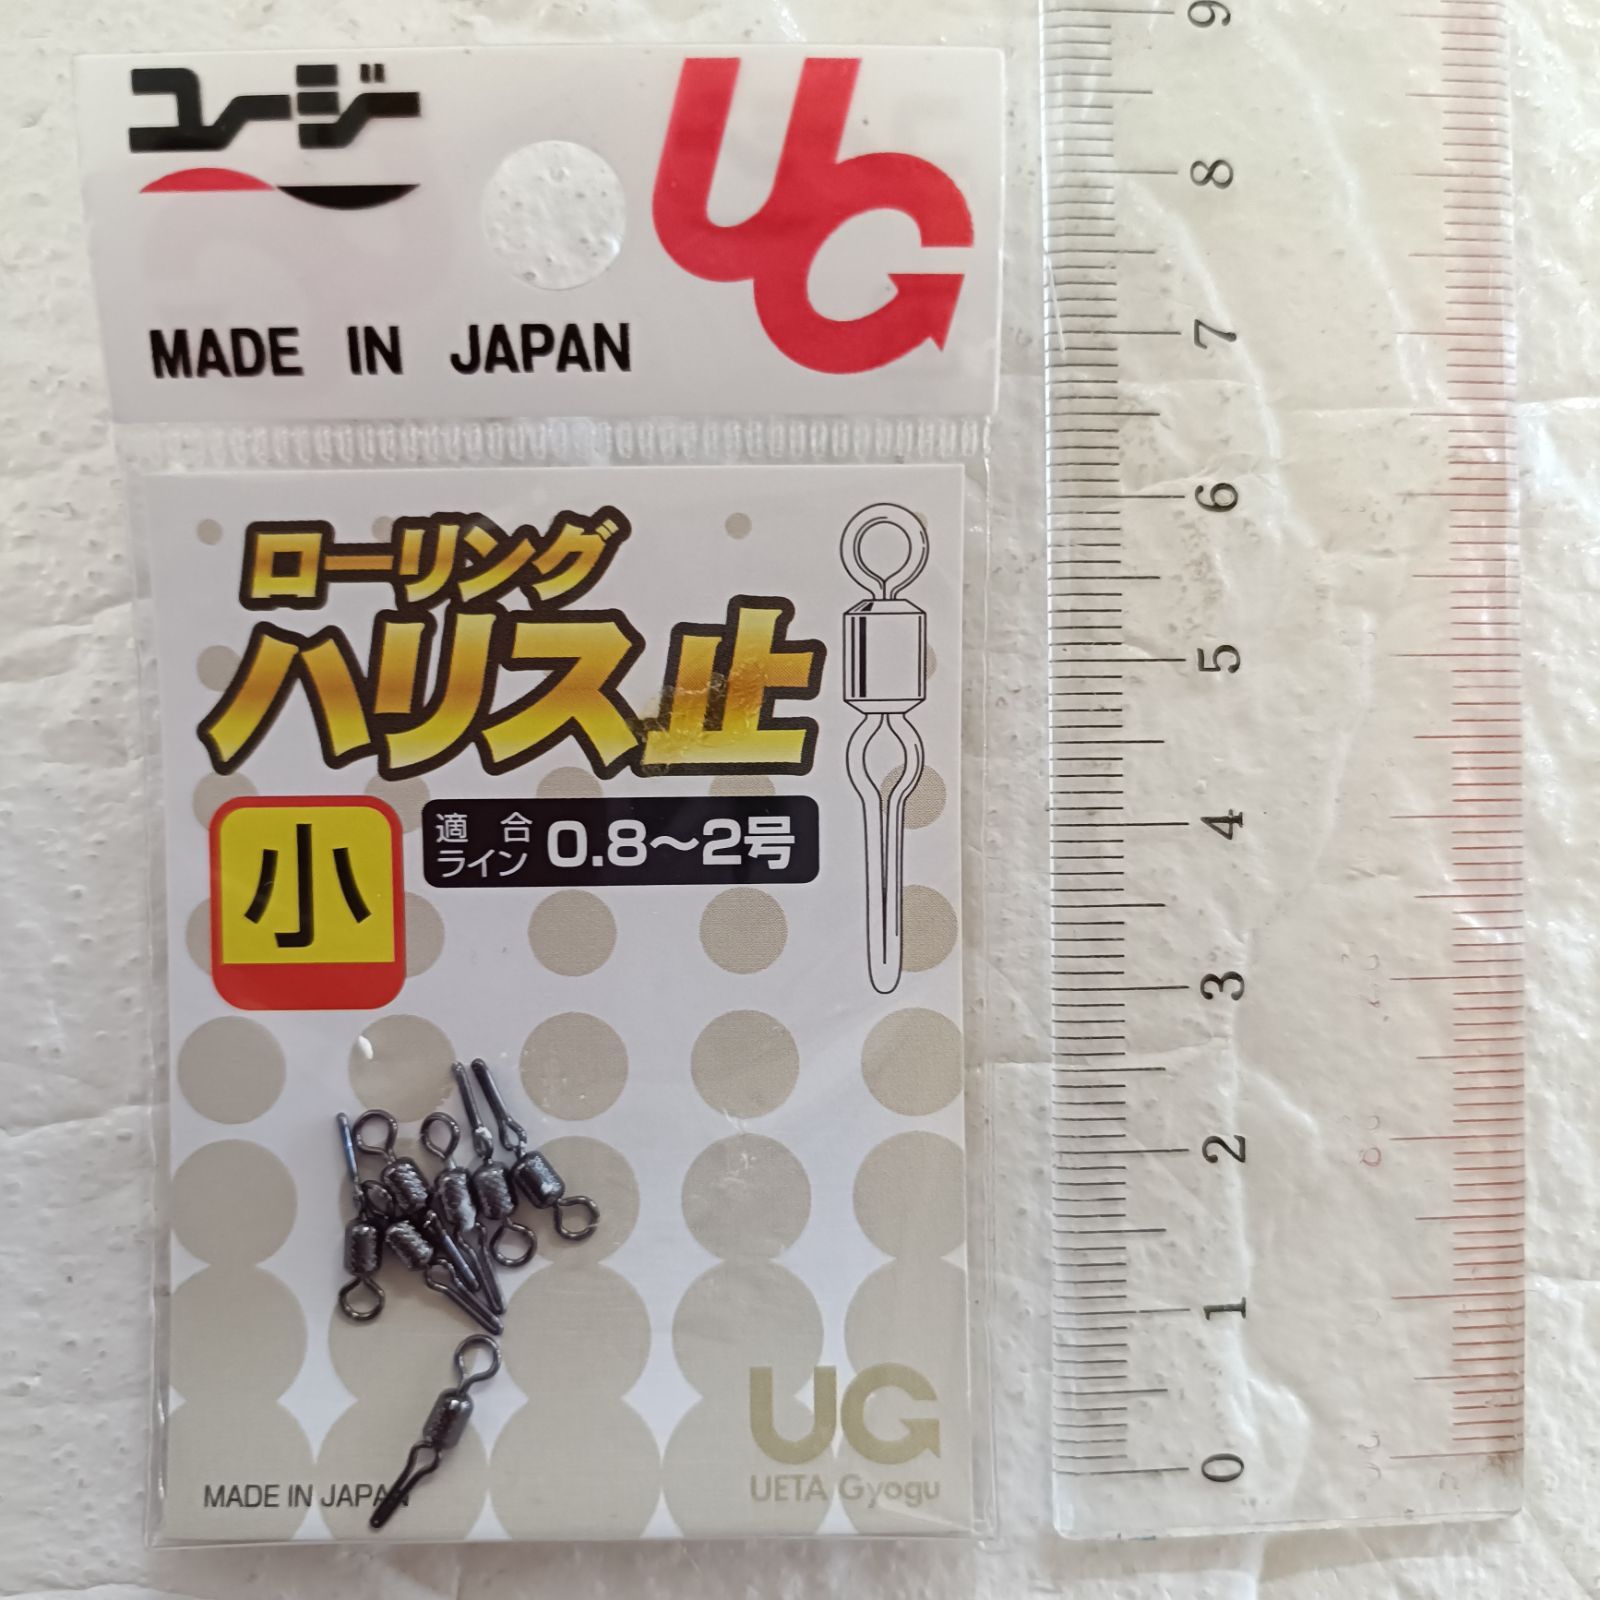 ユージー
UG
MADE IN JAPAN
ローリング
ハリス止
小
適合
ライン
0.8～2号
UG
UETA Gyogu
MADE IN JAPAN
9
8
7
6
5
4
3
2
1
0